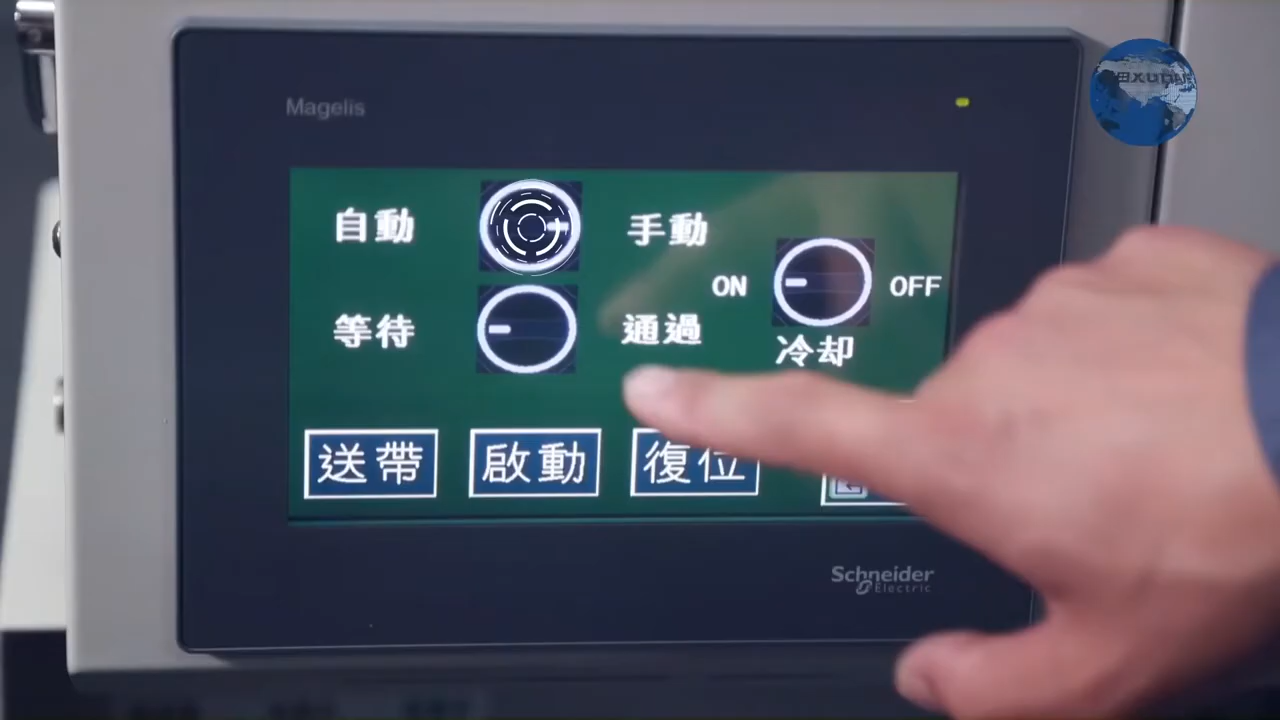 Magelis
自動 手動
ON OFF
等待 通過
冷却
送帶 啟動 復位
Schneider
Electric